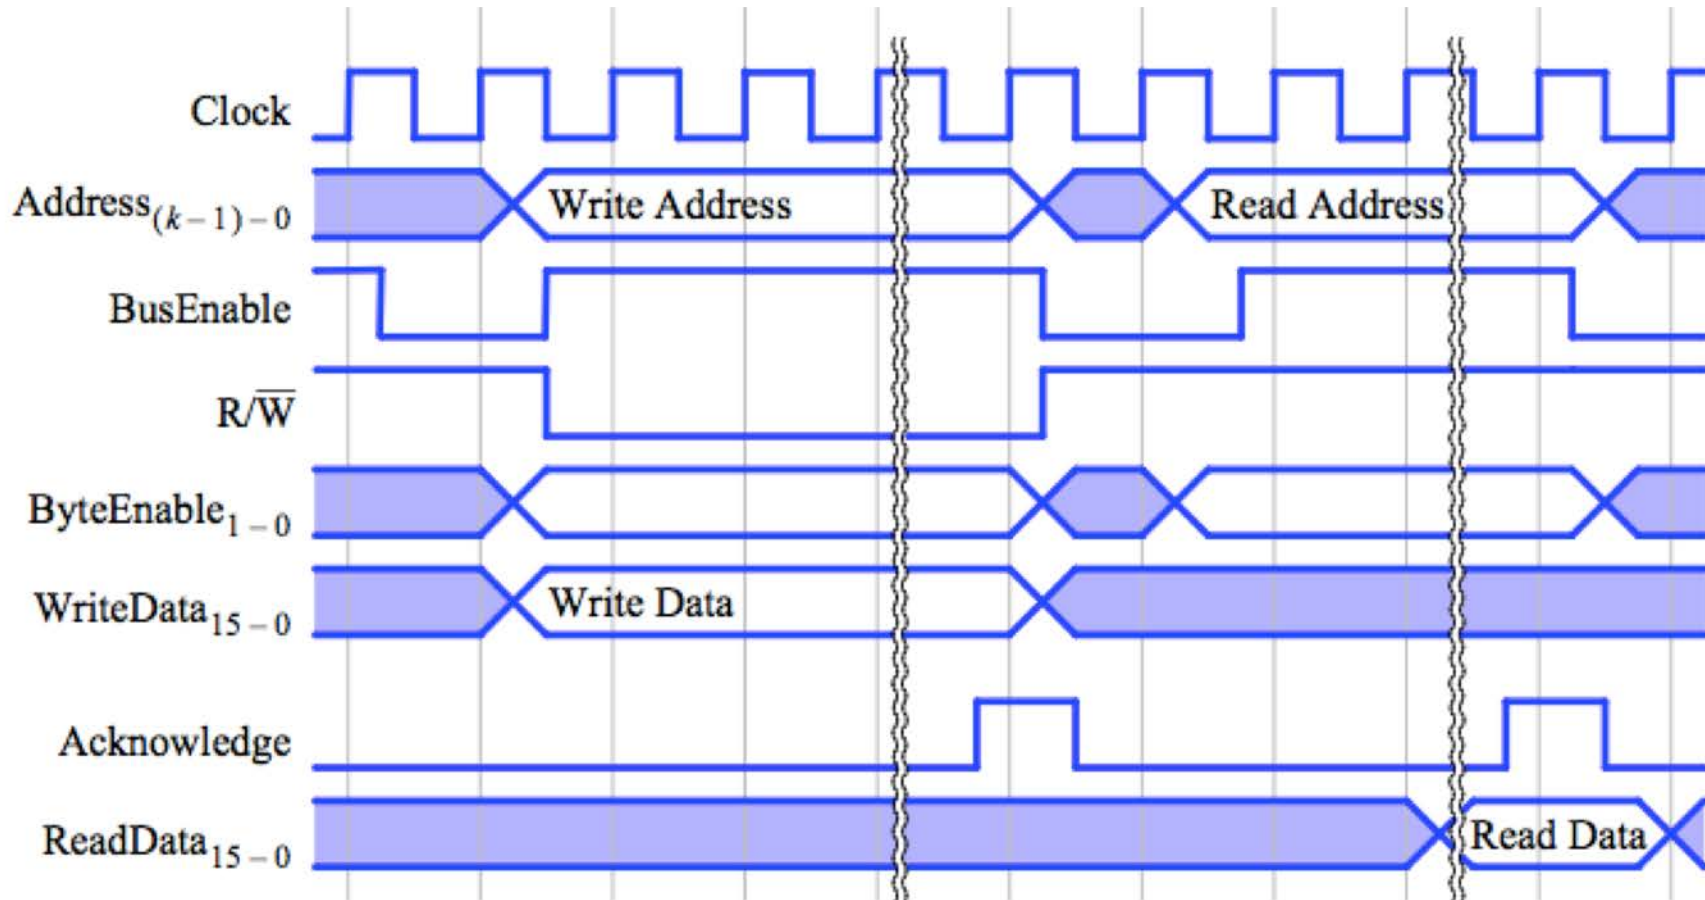 Clock
Address(k−1)−0 Write Address Read Address
BusEnable
R/W̅
ByteEnable1−0
WriteData15−0 Write Data
Acknowledge
ReadData15−0 Read Data